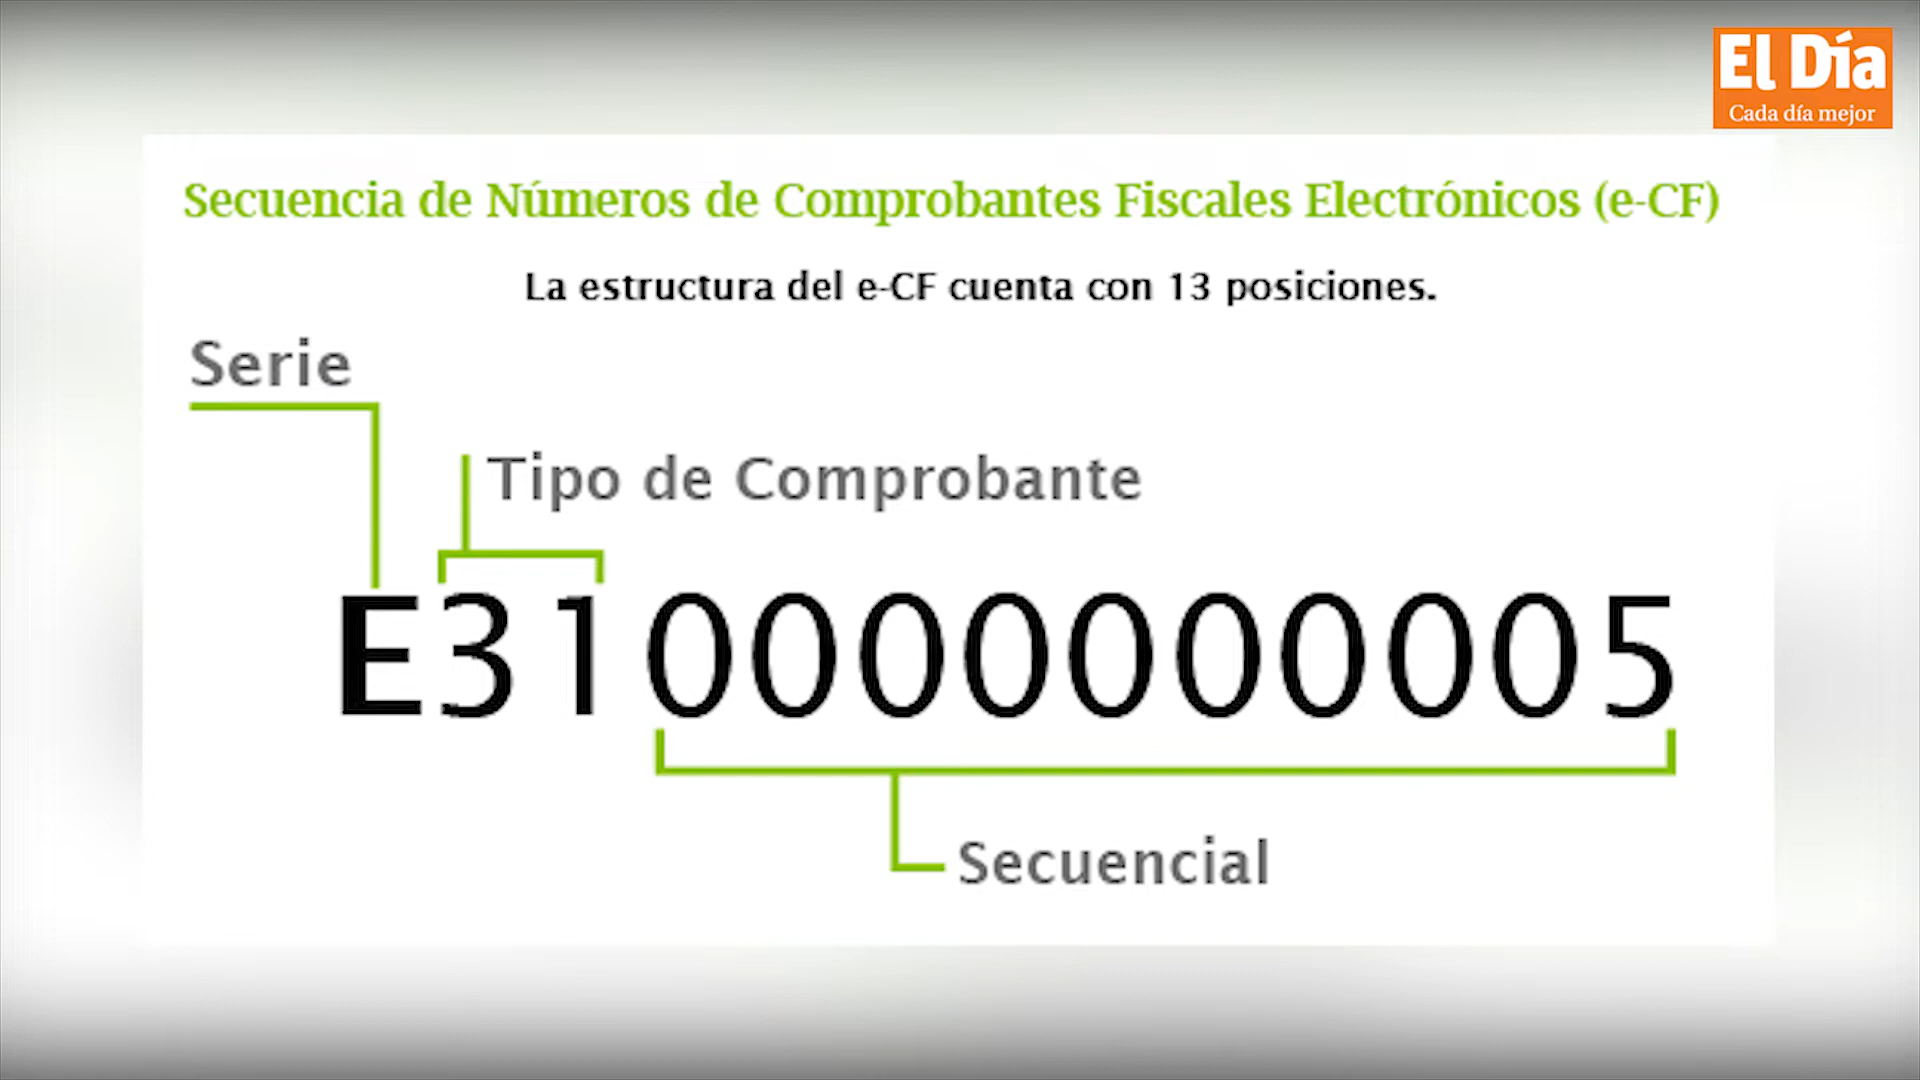 El Día
Cada día mejor
Secuencia de Números de Comprobantes Fiscales Electrónicos (e-CF)
La estructura del e-CF cuenta con 13 posiciones.
Serie
Tipo de Comprobante
E310000000005
Secuencial